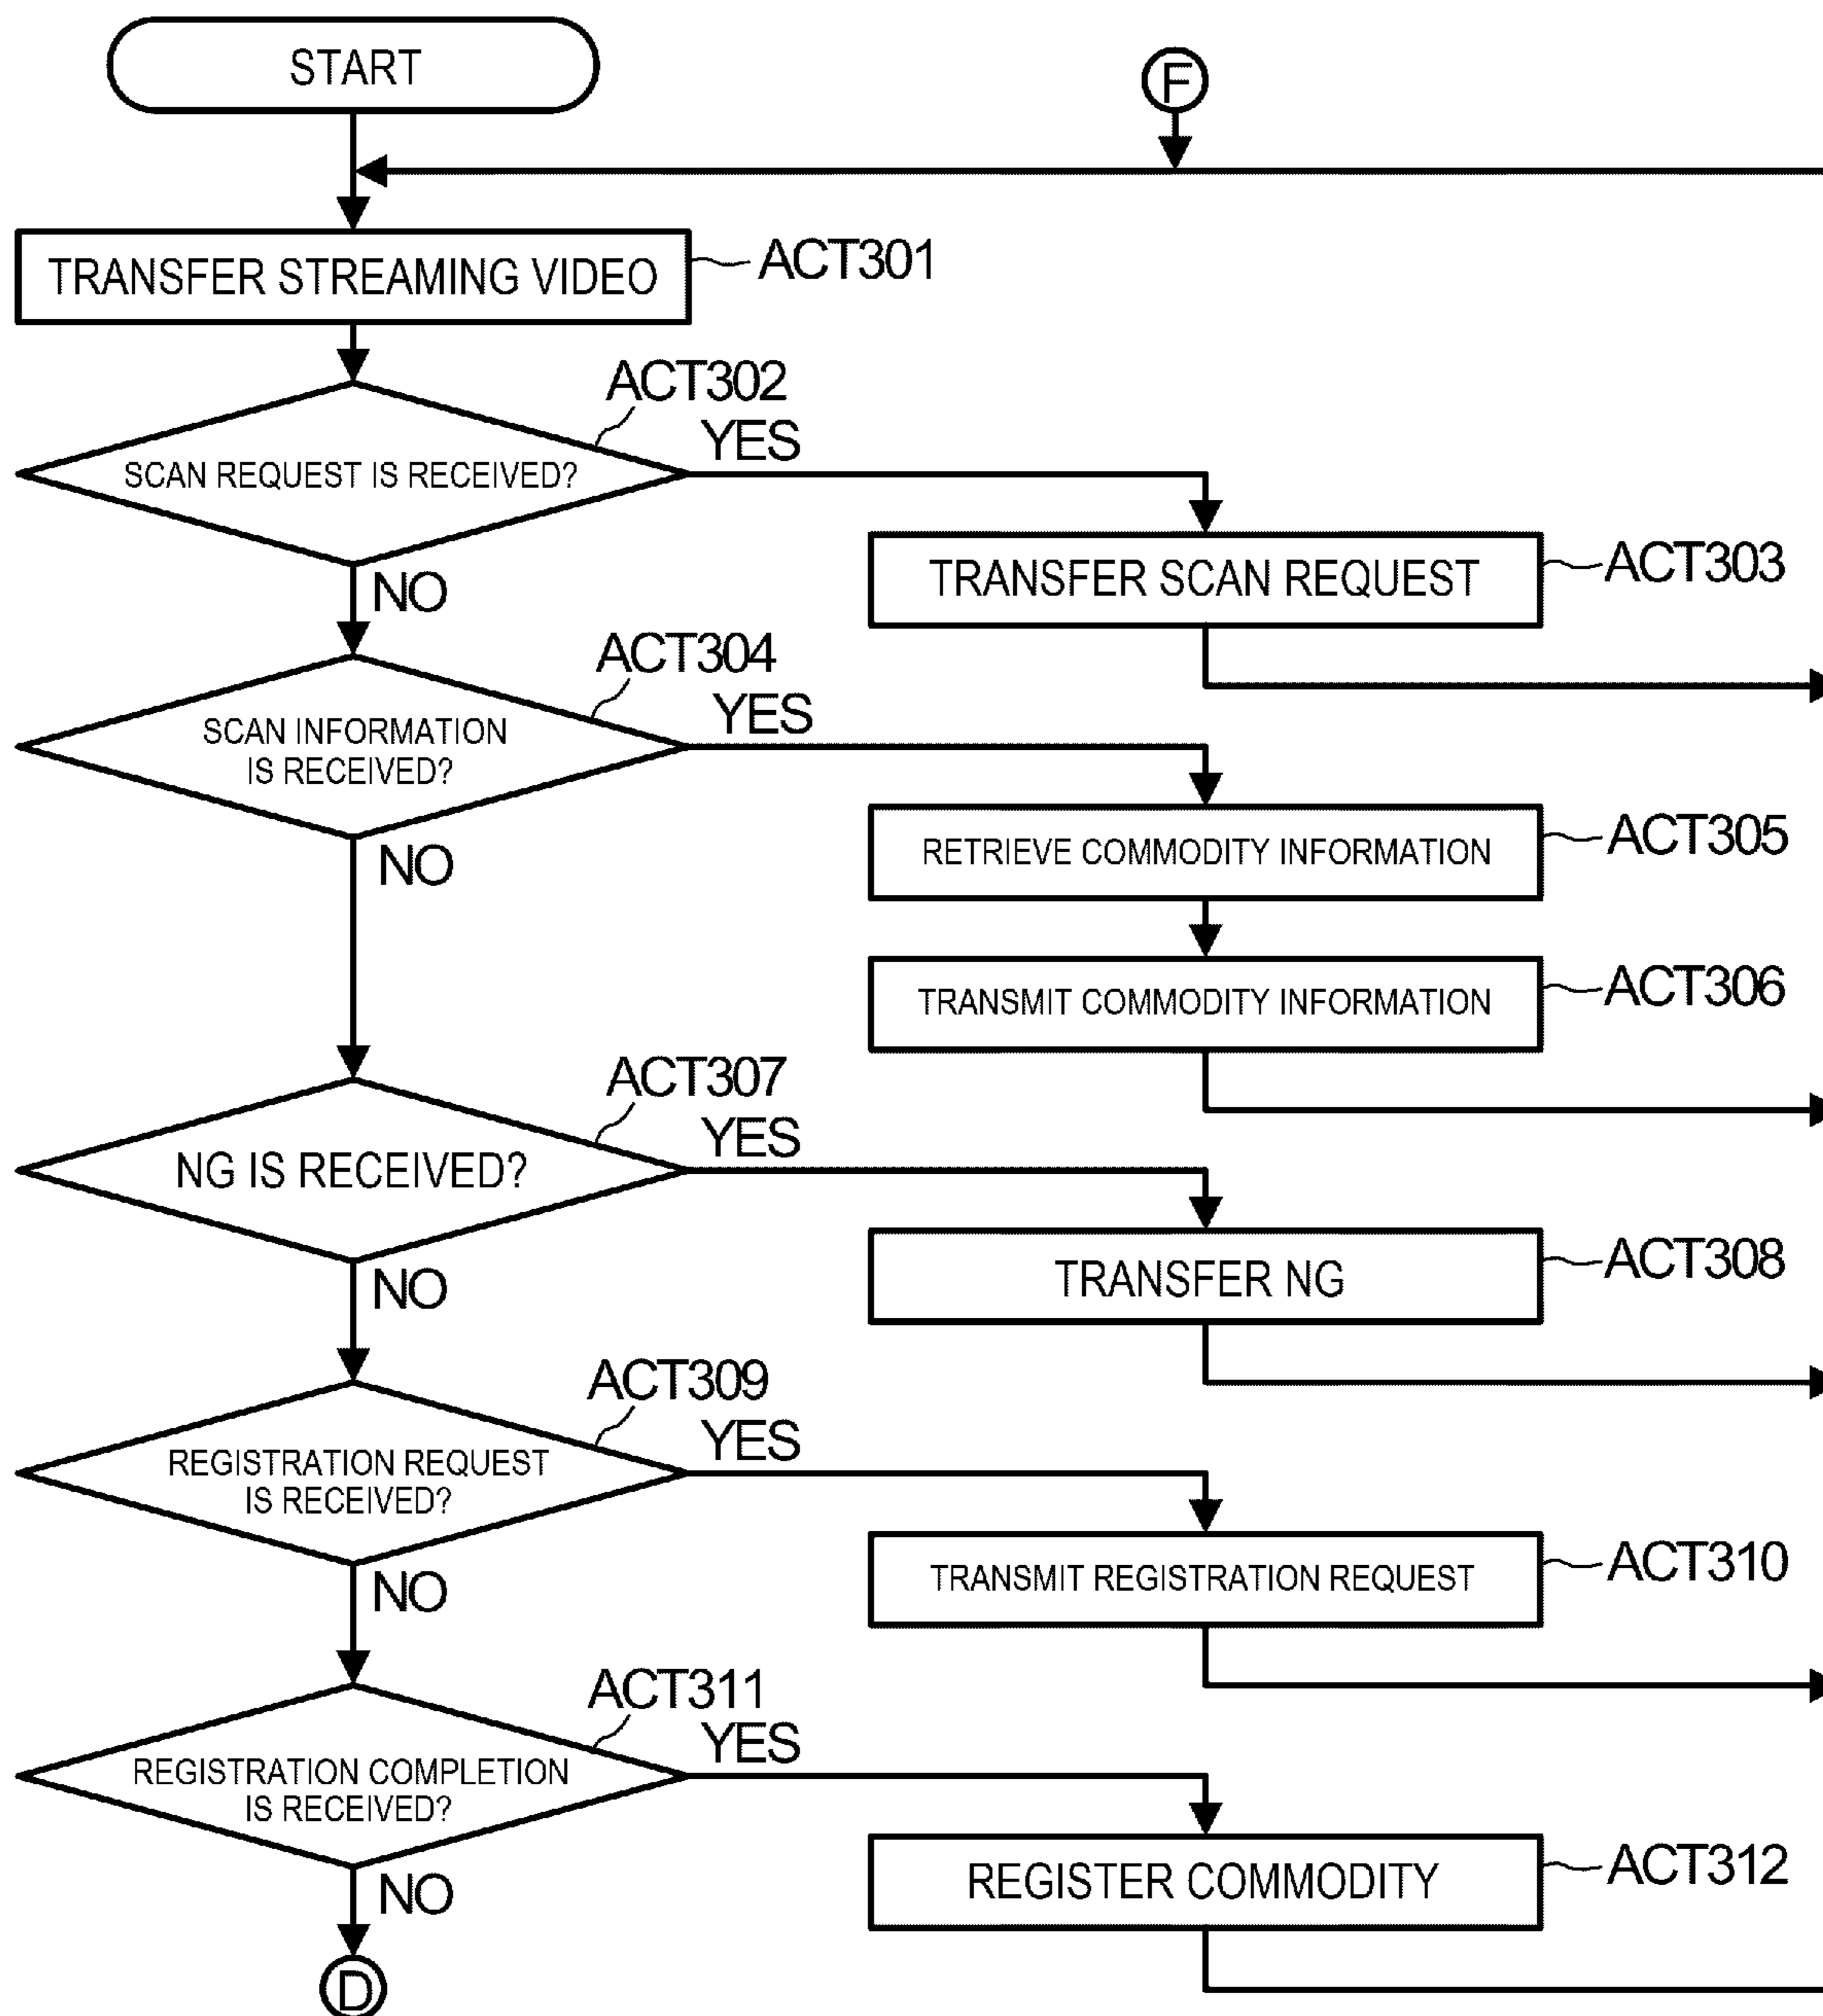 START
F
TRANSFER STREAMING VIDEO
ACT301
ACT302
YES
SCAN REQUEST IS RECEIVED?
NO
TRANSFER SCAN REQUEST
ACT303
ACT304
YES
SCAN INFORMATION
IS RECEIVED?
NO
RETRIEVE COMMODITY INFORMATION
ACT305
TRANSMIT COMMODITY INFORMATION
ACT306
ACT307
YES
NG IS RECEIVED?
NO
TRANSFER NG
ACT308
ACT309
YES
REGISTRATION REQUEST
IS RECEIVED?
NO
TRANSMIT REGISTRATION REQUEST
ACT310
ACT311
YES
REGISTRATION COMPLETION
IS RECEIVED?
NO
REGISTER COMMODITY
ACT312
D